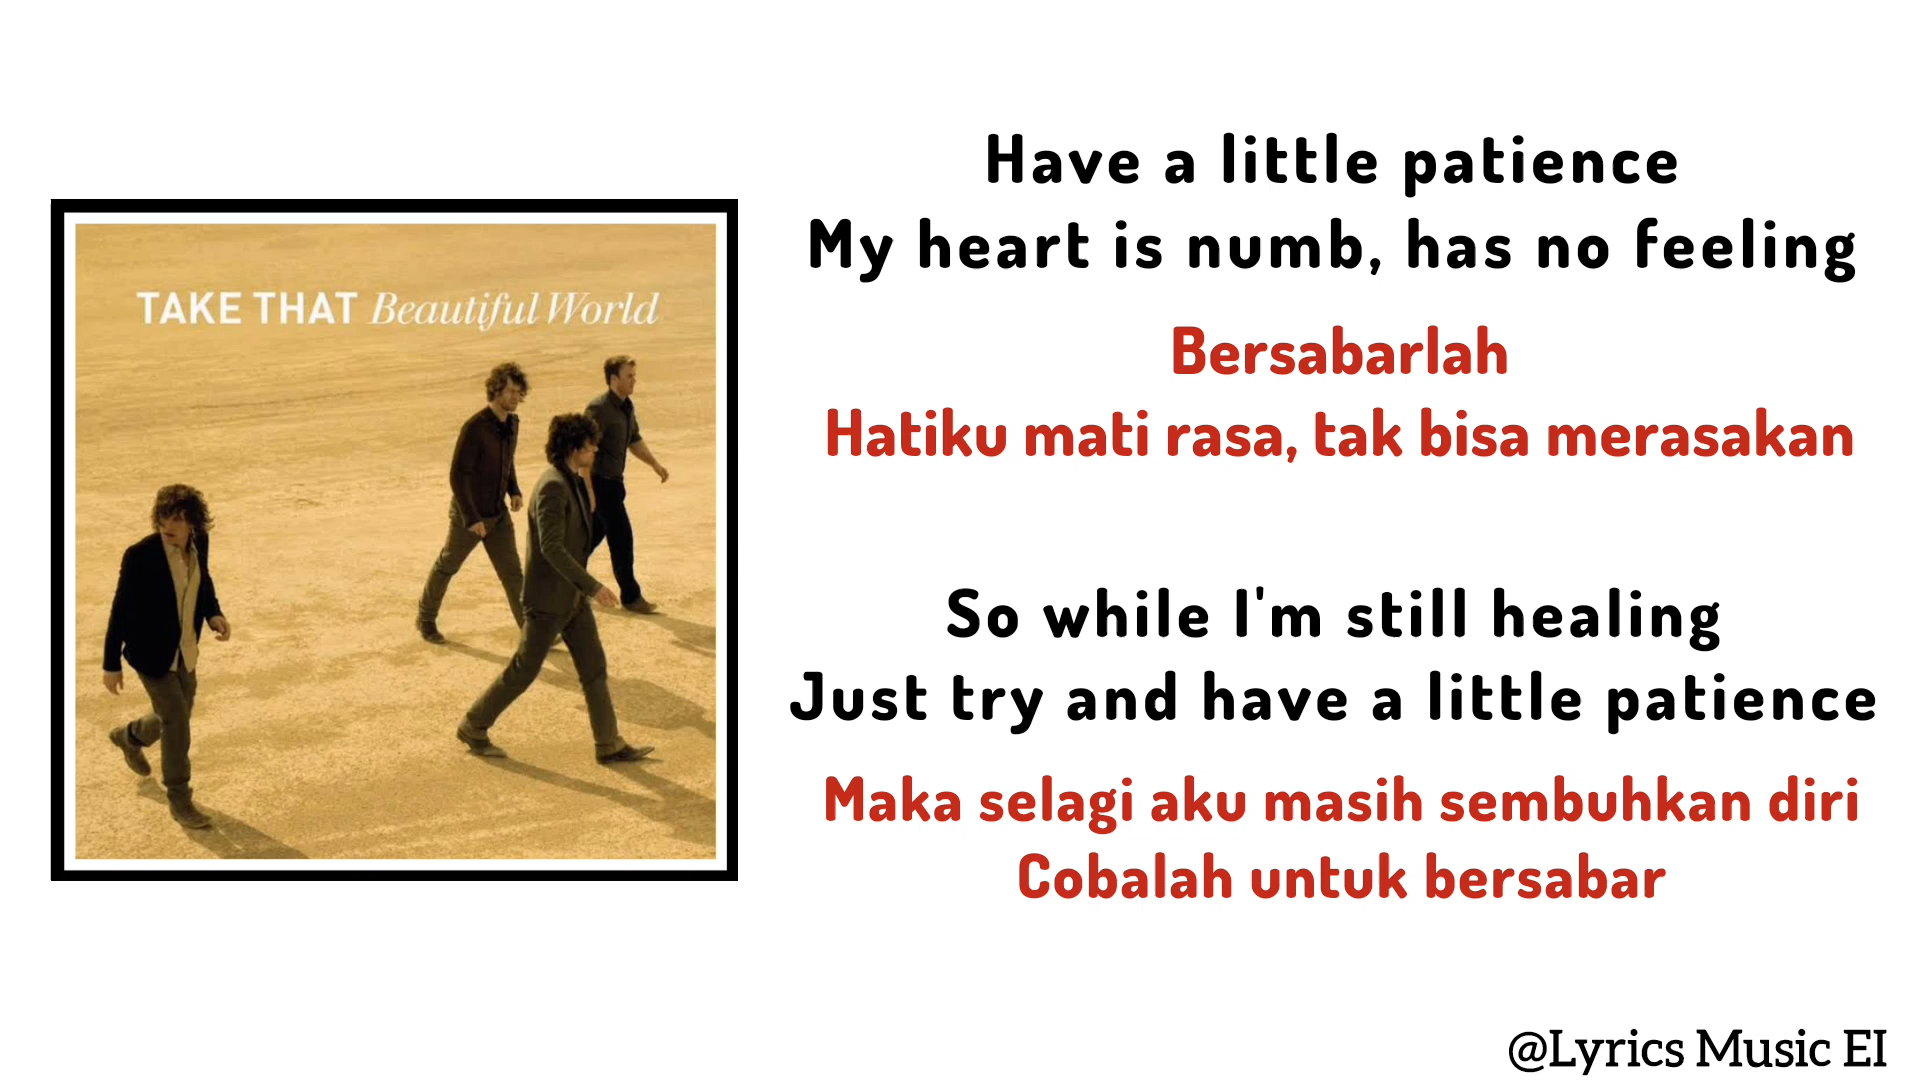 TAKE THAT Beautiful World
Have a little patience
My heart is numb, has no feeling
Bersabarlah
Hatiku mati rasa, tak bisa merasakan
So while I'm still healing
Just try and have a little patience
Maka selagi aku masih sembuhkan diri
Cobalah untuk bersabar
@Lyrics Music EI